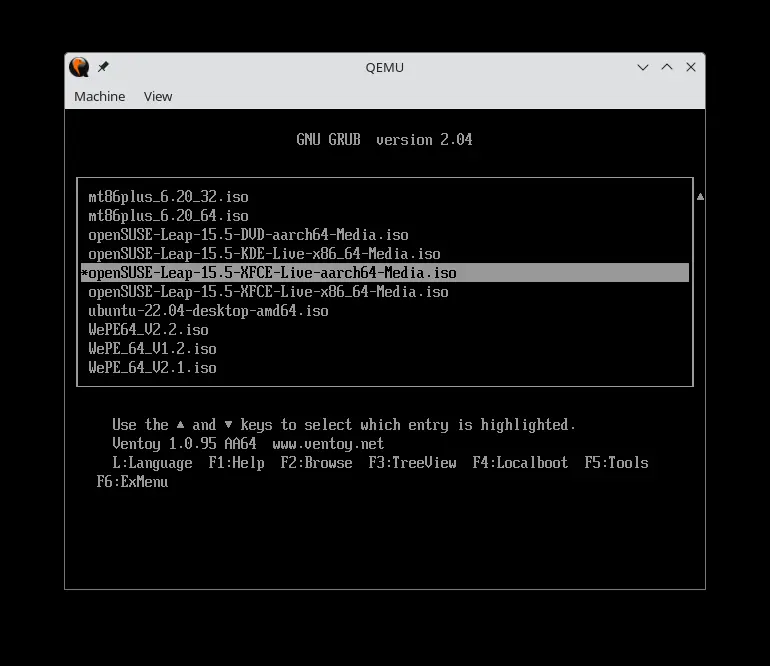 QEMU
Machine View
GNU GRUB version 2.04
mt86plus_6.20_32.iso
mt86plus_6.20_64.iso
openSUSE-Leap-15.5-DVD-aarch64-Media.iso
openSUSE-Leap-15.5-KDE-Live-x86_64-Media.iso
*openSUSE-Leap-15.5-XFCE-Live-aarch64-Media.iso
openSUSE-Leap-15.5-XFCE-Live-x86_64-Media.iso
ubuntu-22.04-desktop-amd64.iso
WePE64_V2.2.iso
WePE_64_V1.2.iso
WePE_64_V2.1.iso
Use the ▲ and ▼ keys to select which entry is highlighted.
Ventoy 1.0.95 AA64 www.ventoy.net
L:Language F1:Help F2:Browse F3:TreeView F4:Localboot F5:Tools
F6:ExMenu